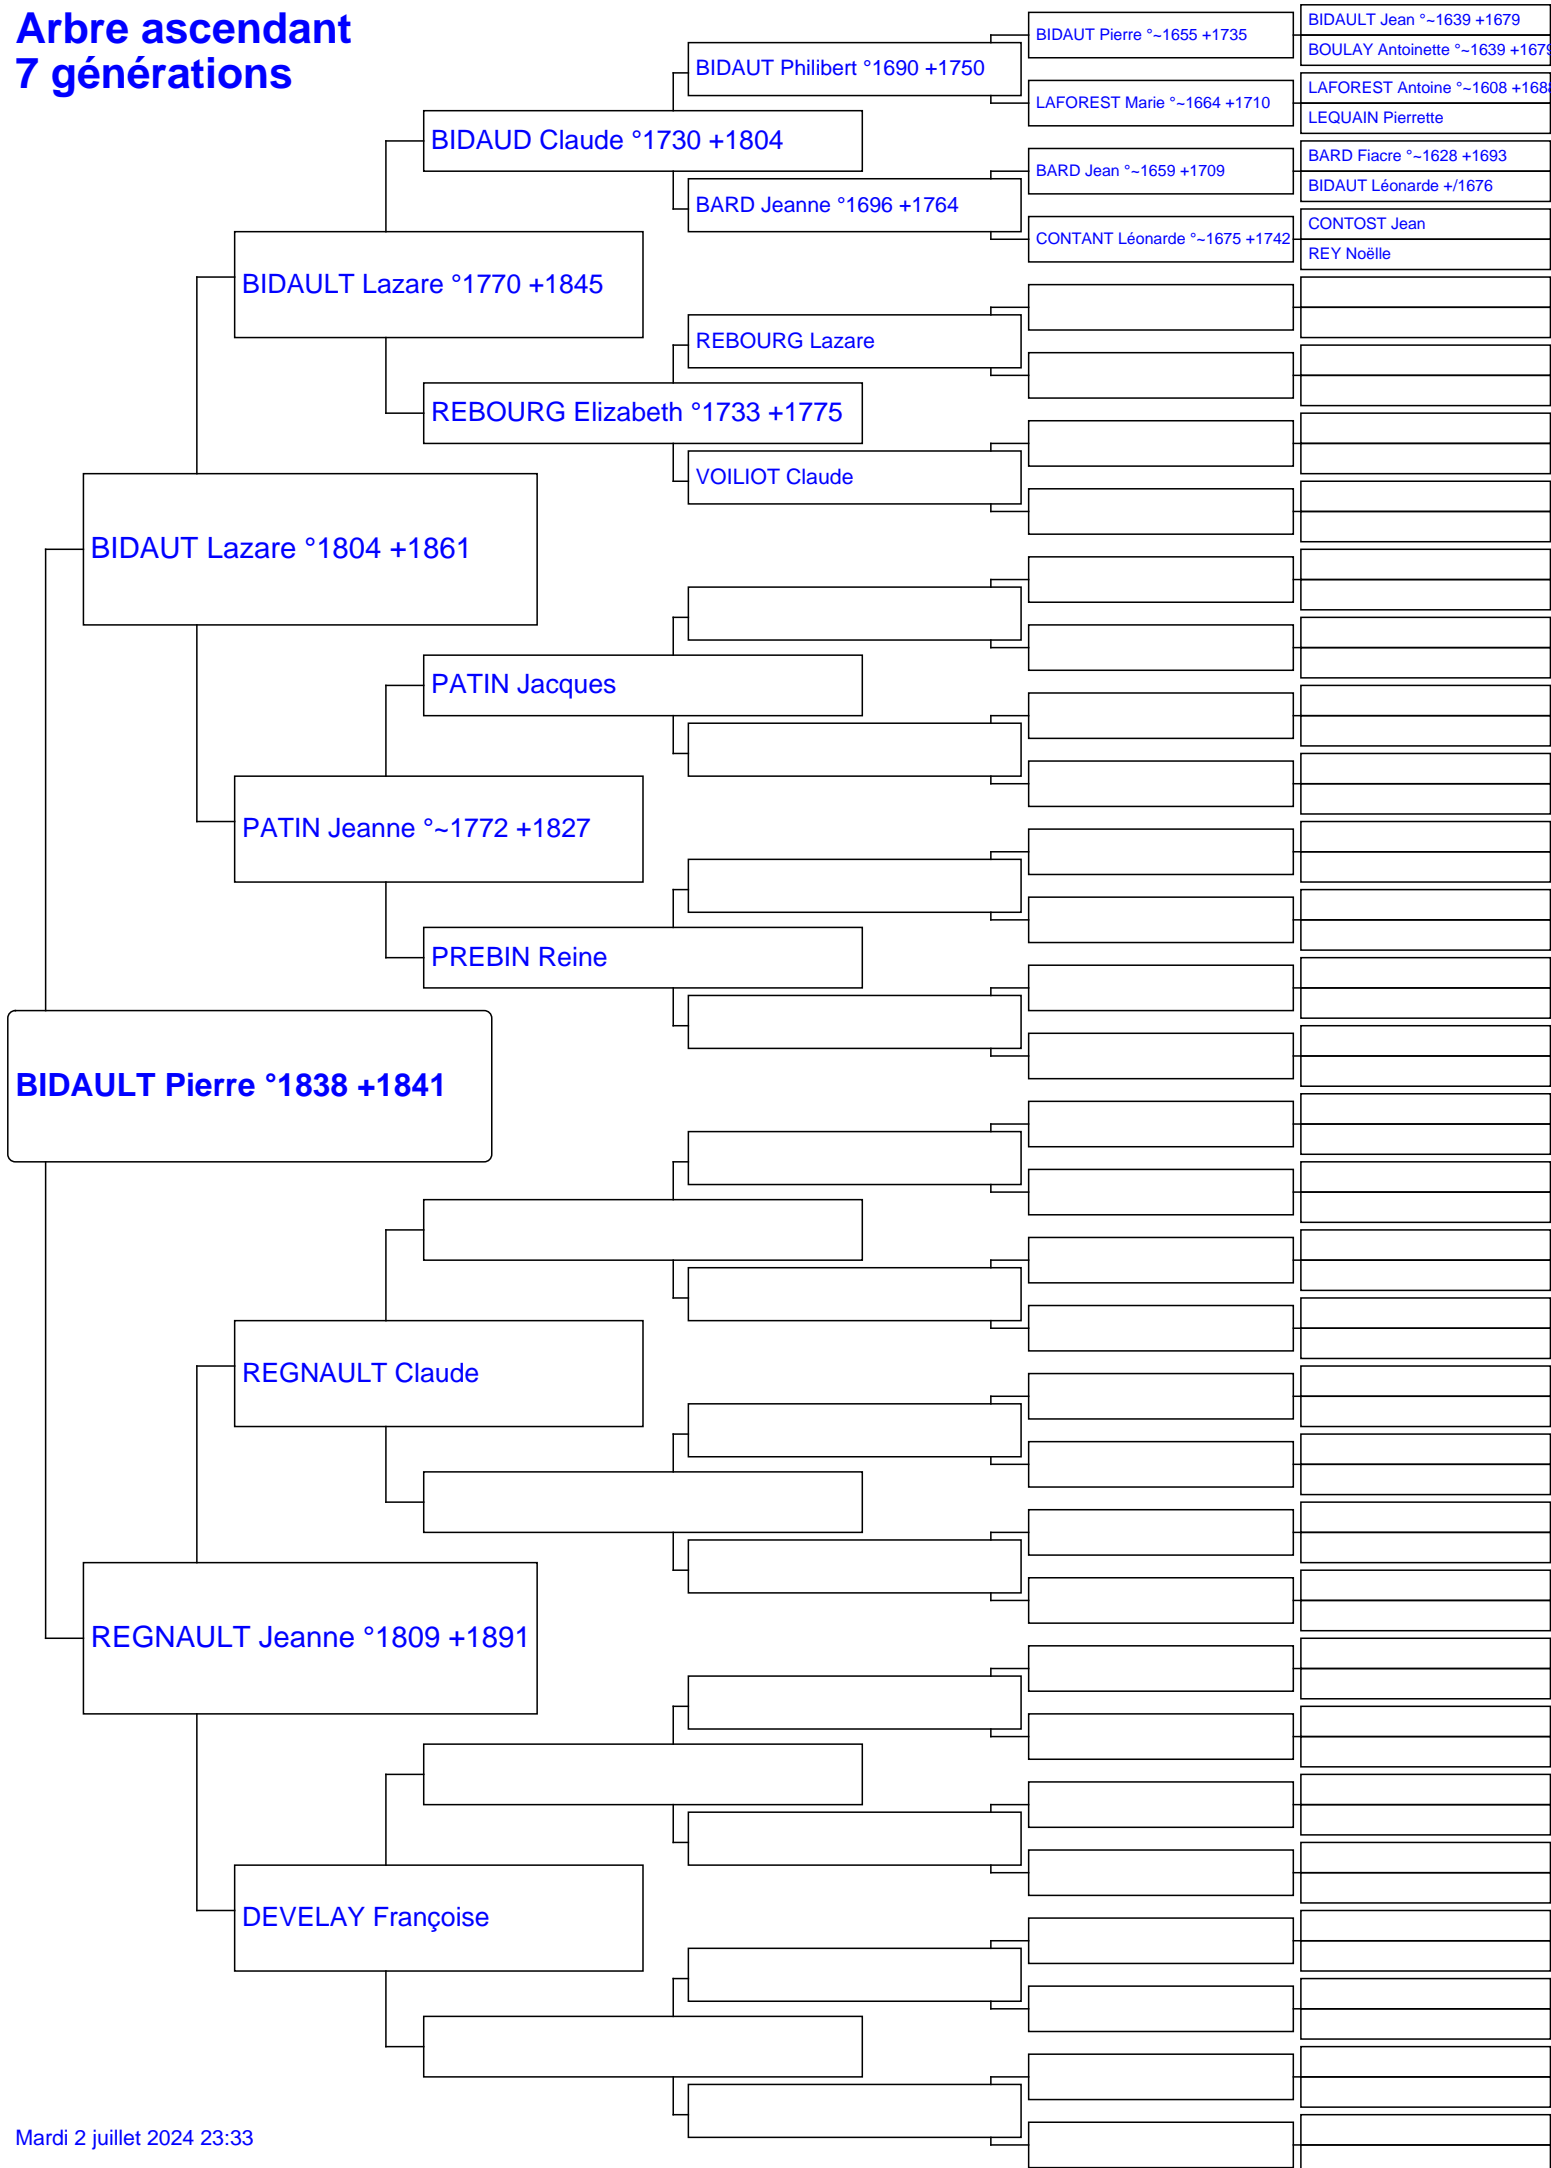 Arbre ascendant
7 générations
BIDAULT Jean °~1639 +1679
BIDAUT Pierre °~1655 +1735
BOULAY Antoinette °~1639 +1679
BIDAUT Philibert °1690 +1750
LAFOREST Antoine °~1608 +168
LAFOREST Marie °~1664 +1710
LEQUAIN Pierrette
BIDAUD Claude °1730 +1804
BARD Fiacre °~1628 +1693
BARD Jean °~1659 +1709
BIDAUT Léonarde +/1676
BARD Jeanne °1696 +1764
CONTOST Jean
CONTANT Léonarde °~1675 +1742
REY Noëlle
BIDAULT Lazare °1770 +1845
REBOURG Lazare
REBOURG Elizabeth °1733 +1775
VOILIOT Claude
BIDAUT Lazare °1804 +1861
PATIN Jacques
PATIN Jeanne °~1772 +1827
PREBIN Reine
BIDAULT Pierre °1838 +1841
REGNAULT Claude
REGNAULT Jeanne °1809 +1891
DEVELAY Françoise
Mardi 2 juillet 2024 23:33